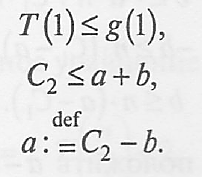 T(1) ≤ g(1),
C₂ ≤ a + b,
def
a : = C₂ − b.